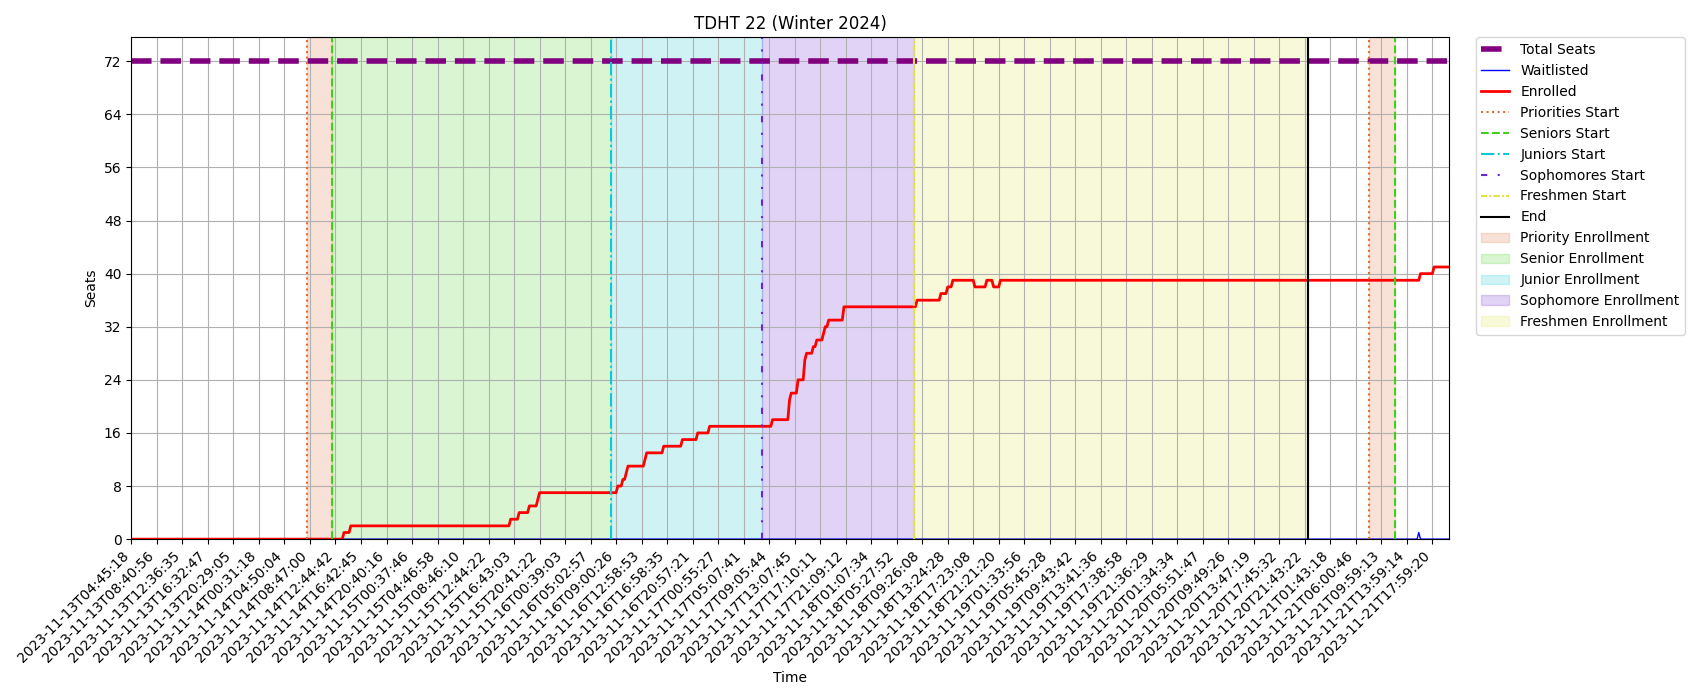 TDHT 22 (Winter 2024)
Seats
72
64
56
48
40
32
24
16
8
0
2023-11-13T04:45:18
2023-11-13T08:40:56
2023-11-13T12:36:35
2023-11-13T16:32:47
2023-11-13T20:29:05
2023-11-14T00:31:18
2023-11-14T04:50:04
2023-11-14T08:47:00
2023-11-14T12:44:42
2023-11-14T16:42:45
2023-11-14T20:40:16
2023-11-15T00:37:46
2023-11-15T04:46:58
2023-11-15T08:46:10
2023-11-15T12:44:22
2023-11-15T16:43:03
2023-11-15T20:41:22
2023-11-16T00:39:03
2023-11-16T05:02:57
2023-11-16T09:00:26
2023-11-16T12:58:53
2023-11-16T16:58:35
2023-11-16T20:57:21
2023-11-17T00:55:27
2023-11-17T05:07:41
2023-11-17T09:05:44
2023-11-17T13:07:45
2023-11-17T17:10:11
2023-11-17T21:09:12
2023-11-18T01:07:34
2023-11-18T05:27:52
2023-11-18T09:26:08
2023-11-18T13:24:28
2023-11-18T17:23:08
2023-11-18T21:21:20
2023-11-19T01:33:56
2023-11-19T05:45:28
2023-11-19T09:43:42
2023-11-19T13:41:36
2023-11-19T17:38:58
2023-11-19T21:36:29
2023-11-20T01:34:34
2023-11-20T05:51:47
2023-11-20T09:49:26
2023-11-20T13:47:19
2023-11-20T17:45:32
2023-11-20T21:43:22
2023-11-21T01:43:18
2023-11-21T06:00:46
2023-11-21T09:59:13
2023-11-21T13:59:14
2023-11-21T17:59:20
Time
Total Seats
Waitlisted
Enrolled
Priorities Start
Seniors Start
Juniors Start
Sophomores Start
Freshmen Start
End
Priority Enrollment
Senior Enrollment
Junior Enrollment
Sophomore Enrollment
Freshmen Enrollment